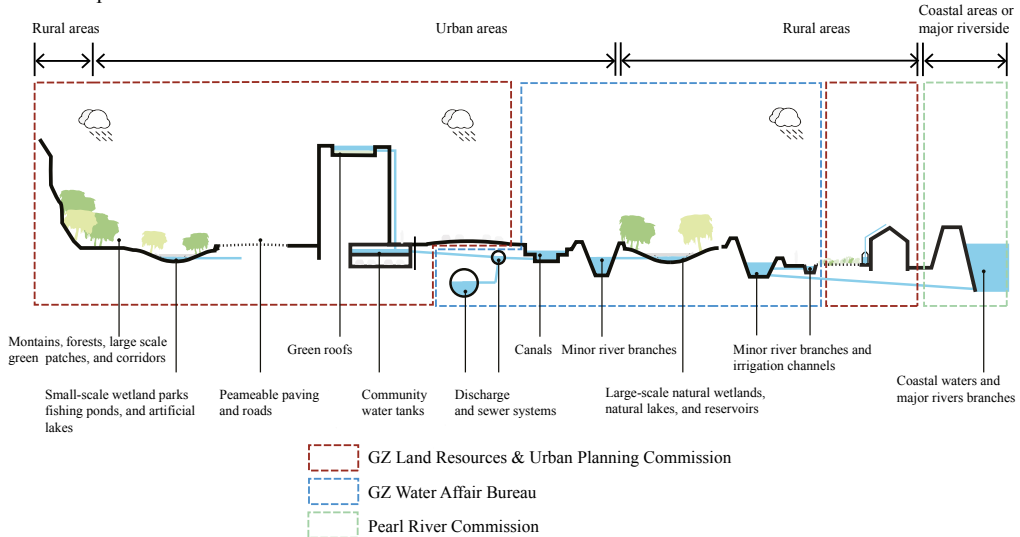 Rural areas
Urban areas
Rural areas
Coastal areas or
major riverside
Montains, forests, large scale
green patches, and corridors
Small-scale wetland parks
fishing ponds, and artificial
lakes
Peameable paving
and roads
Green roofs
Community
water tanks
Discharge
and sewer systems
Canals
Minor river branches
Large-scale natural wetlands,
natural lakes, and reservoirs
Minor river branches and
irrigation channels
Coastal waters and
major rivers branches
GZ Land Resources & Urban Planning Commission
GZ Water Affair Bureau
Pearl River Commission